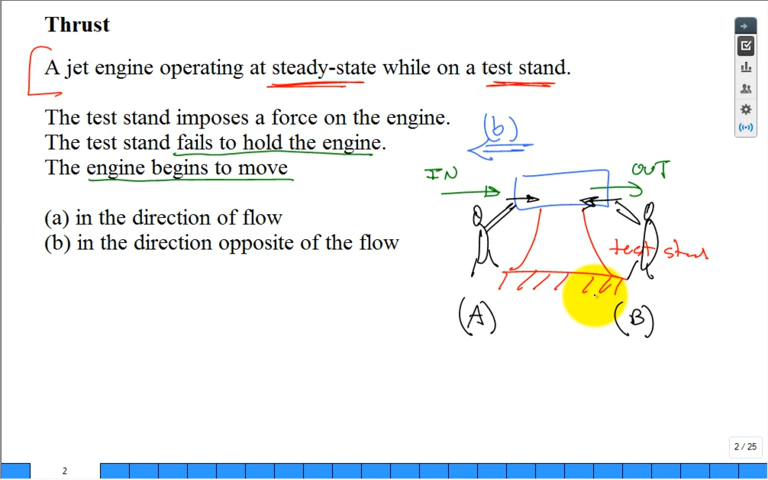 Thrust
A jet engine operating at steady-state while on a test stand.
The test stand imposes a force on the engine.
The test stand fails to hold the engine.
The engine begins to move
(a) in the direction of flow
(b) in the direction opposite of the flow
(b)
IN
OUT
test stand
(A)
(B)
2 / 25
2